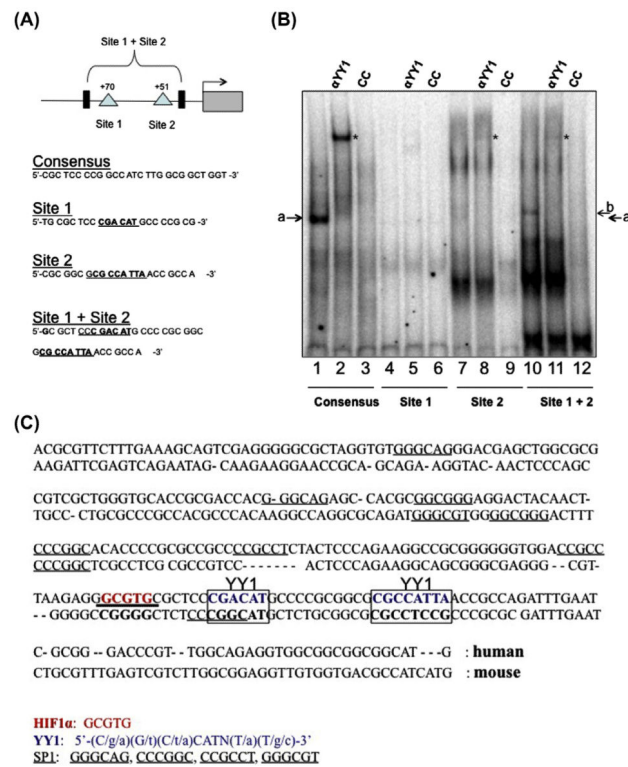 (A)
Site 1 + Site 2
+70
+51
Site 1
Site 2
Consensus
5'-CGC TCC CCG GCC ATC TTG GCG GCT GGT -3'
Site 1
5'-TG CGC TCC CGA CAT GCC CCG CG -3'
Site 2
5'-CGC GGC GCG CCA TTA ACC GCC A -3'
Site 1 + Site 2
5'-GC GCT CCC GAC ATG CCC CGC GGC
GCG CCATTA ACC GCC A -3'
(B)
αYY1
CC
αYY1
CC
αYY1
CC
αYY1
CC
*
*
*
a
b
a
1 2 3 4 5 6 7 8 9 10 11 12
Consensus
Site 1
Site 2
Site 1 + 2
(C)
ACGCGTTCTTTGAAAGCAGTCGAGGGGGCGCTAGGTGTGGGCAGGGACGAGCTGGCGCG
AAGATTCGAGTCAGAATAG- CAAGAAGGAACCGCA- GCAGA- AGGTAC- AACTCCCAGC
CGTCGCTGGGTGCACCGCGACCACG- GGCAGAGC- CACGCGGCGGGAGGACTACAACT-
TGCC- CTGCGCCCGCCACGCCCACAAGGCCAGGCGCAGATGGGCGTGGGGCGGGACTTT
CCCGGCACACCCCGCGCCGCCCCGCCTCTACTCCCAGAAGGCCGCGGGGGGTGGACCGCC
CCCGGCTCGCCTCG CGCCGTCC- - - - - - - ACTCCCAGAAGGCAGCGGGCGAGGG- - CGT-
YY1
YY1
TAAGAGGGCGTGCGCTCCCGACATGCCCCGCGGCGCGCCATTAACCGCCAGATTTGAAT
- - GGGGCCGGGGCTCTCCCGGCATGCTCTGCGGCGCGCCTCCGCCCGCGC GATTTGAAT
C- GCGG- GACCCGT- - TGGCAGAGGTGGCGGCGGCGGCAT - - -G : human
CTGCGTTTGAGTCGTCTTGGCGGAGGTTGTGGTGACGCCATCATG : mouse
HIF1α: GCGTG
YY1: 5'-(C/g/a)(G/t)(C/t/a)CATN(T/a)(T/g/c)-3'
SP1: GGGCAG, CCCGGC, CCGCCT, GGGCGT